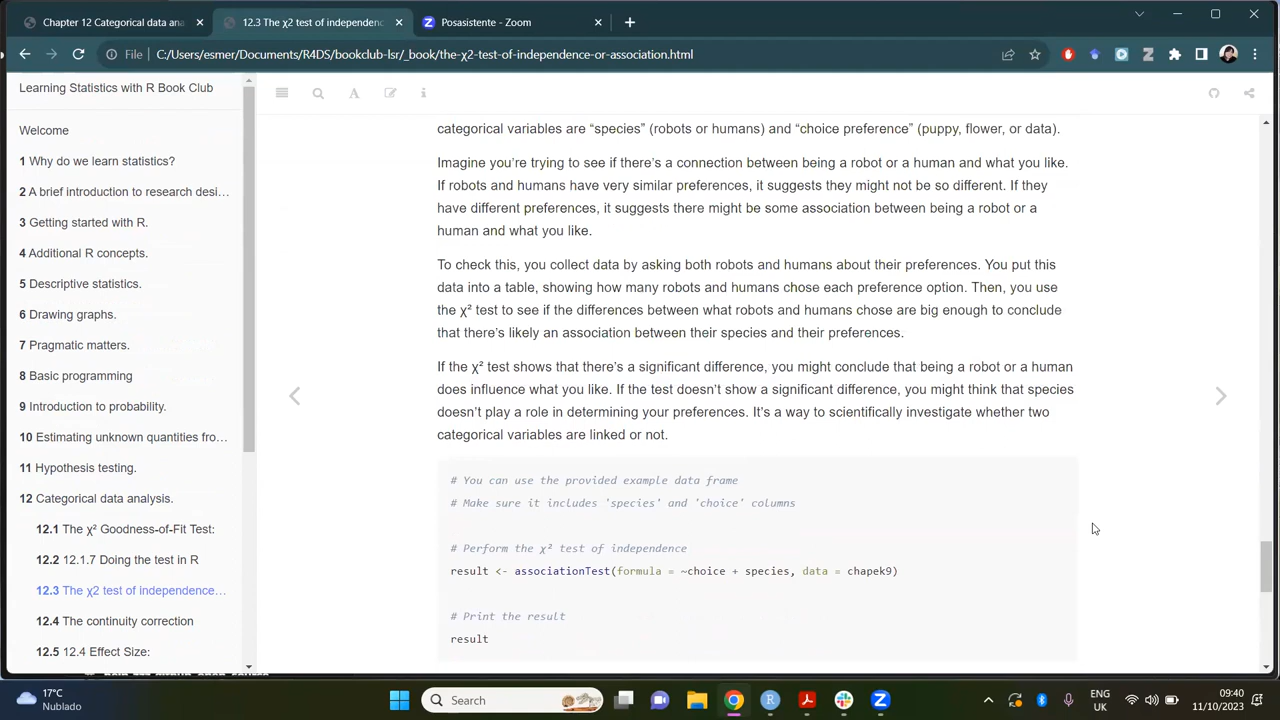 Chapter 12 Categorical data ana
12.3 The χ2 test of independenc
Posasistente - Zoom
File
C:/Users/esmer/Documents/R4DS/bookclub-lsr/_book/the-χ2-test-of-independence-or-association.html
Learning Statistics with R Book Club
Welcome
1 Why do we learn statistics?
2 A brief introduction to research desi…
3 Getting started with R.
4 Additional R concepts.
5 Descriptive statistics.
6 Drawing graphs.
7 Pragmatic matters.
8 Basic programming
9 Introduction to probability.
10 Estimating unknown quantities fro…
11 Hypothesis testing.
12 Categorical data analysis.
12.1 The χ² Goodness-of-Fit Test:
12.2 12.1.7 Doing the test in R
12.3 The χ2 test of independence…
12.4 The continuity correction
12.5 12.4 Effect Size:
categorical variables are “species” (robots or humans) and “choice preference” (puppy, flower, or data).
Imagine you’re trying to see if there’s a connection between being a robot or a human and what you like.
If robots and humans have very similar preferences, it suggests they might not be so different. If they
have different preferences, it suggests there might be some association between being a robot or a
human and what you like.
To check this, you collect data by asking both robots and humans about their preferences. You put this
data into a table, showing how many robots and humans chose each preference option. Then, you use
the χ² test to see if the differences between what robots and humans chose are big enough to conclude
that there’s likely an association between their species and their preferences.
If the χ² test shows that there’s a significant difference, you might conclude that being a robot or a human
does influence what you like. If the test doesn’t show a significant difference, you might think that species
doesn’t play a role in determining your preferences. It’s a way to scientifically investigate whether two
categorical variables are linked or not.
# You can use the provided example data frame
# Make sure it includes 'species' and 'choice' columns
# Perform the χ² test of independence
result <- associationTest(formula = ~choice + species, data = chapek9)
# Print the result
result
17°C
Nublado
Search
ENG
UK
09:40
11/10/2023